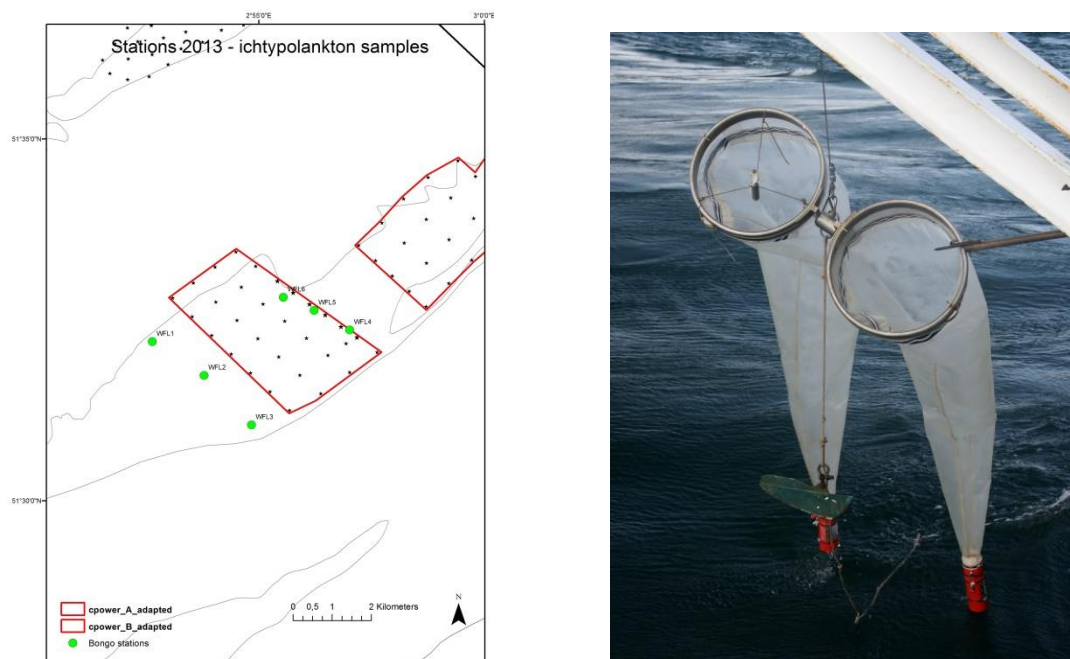 2°55'0"E
3°0'0"E
Stations 2013 - ichtypolankton samples
51°35'0"N
WFL6
WFL5
WFL4
WFL1
WFL2
WFL3
51°30'0"N
cpower_A_adapted
cpower_B_adapted
Bongo stations
0 0,5 1 2 Kilometers
N